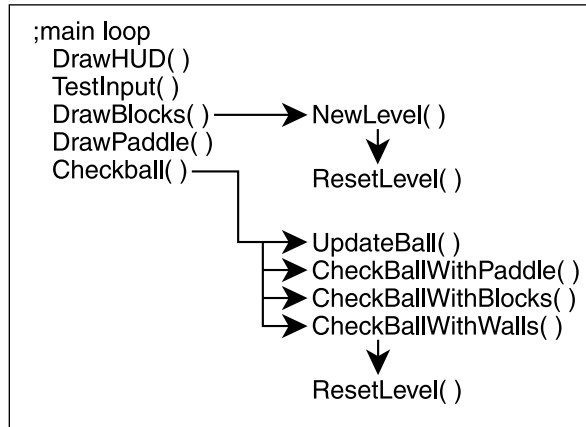 ;main loop
DrawHUD( )
TestInput( )
DrawBlocks( )
NewLevel( )
DrawPaddle( )
Checkball( )
ResetLevel( )
UpdateBall( )
CheckBallWithPaddle( )
CheckBallWithBlocks( )
CheckBallWithWalls( )
ResetLevel( )